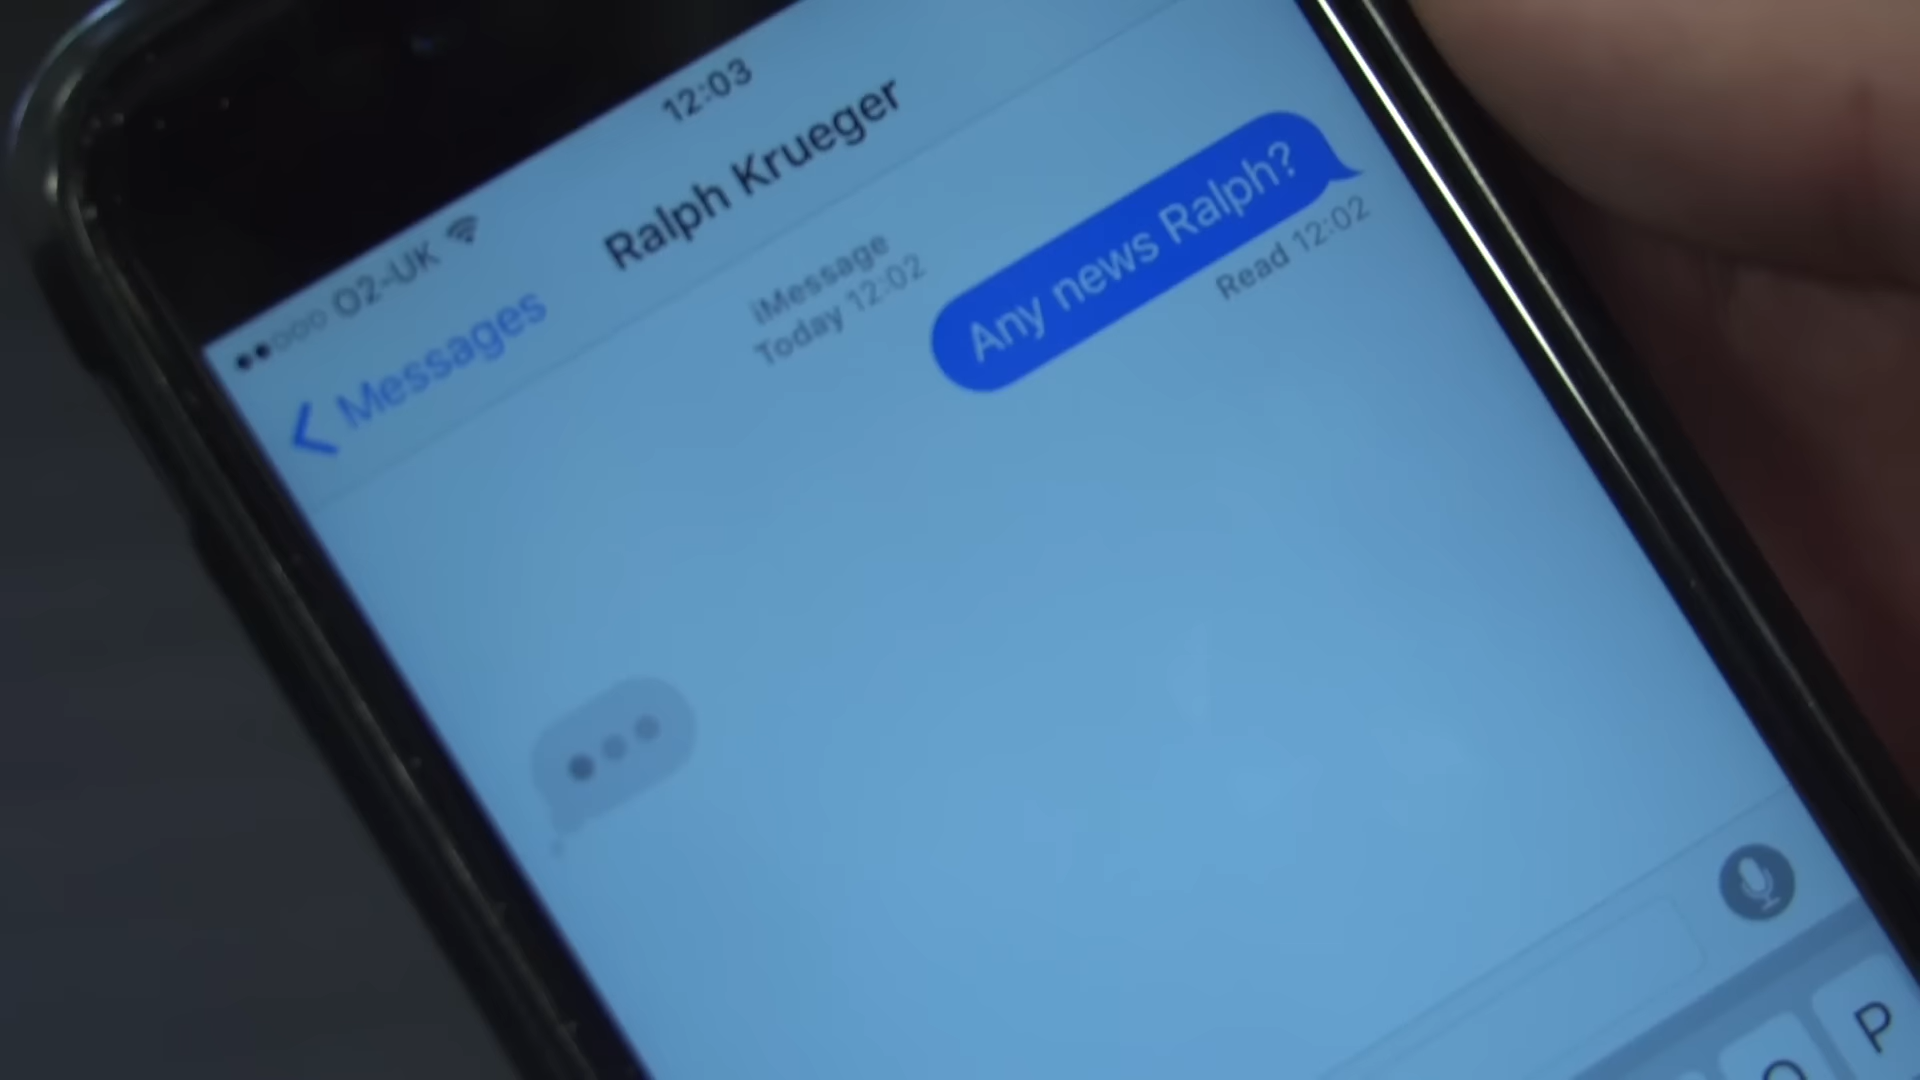 O2-UK
12:03
Messages
Ralph Krueger
iMessage
Today 12:02
Any news Ralph?
Read 12:02
O
P